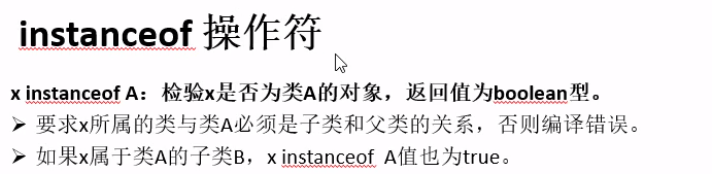 instanceof 操作符
x instanceof A：检验x是否为类A的对象，返回值为boolean型。
➢ 要求x所属的类与类A必须是子类和父类的关系，否则编译错误。
➢ 如果x属于类A的子类B，x instanceof A值也为true。